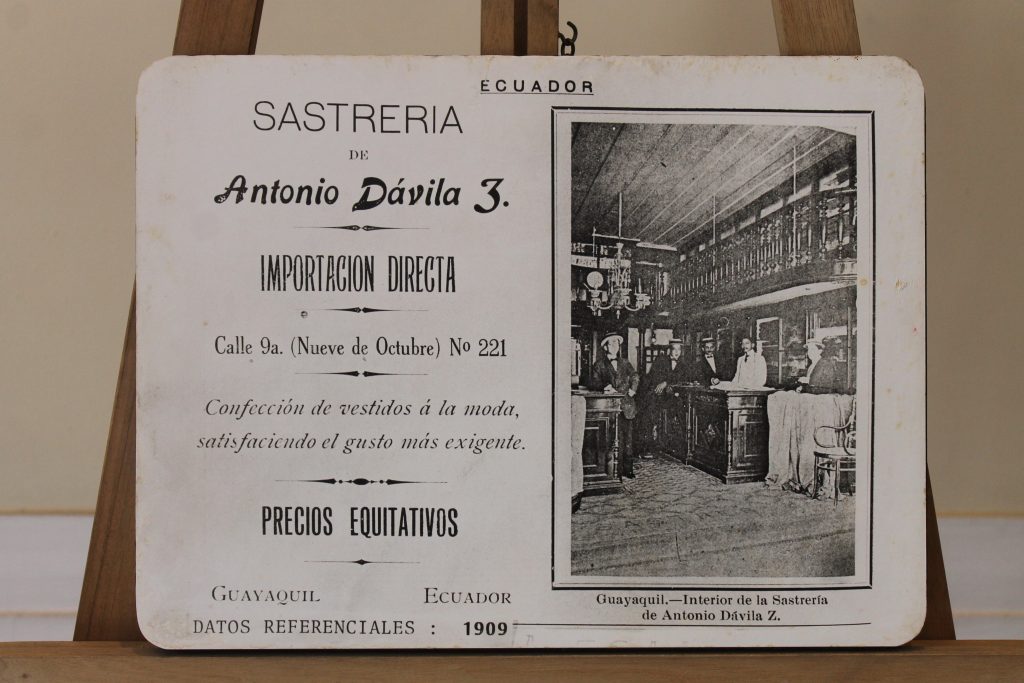 ECUADOR
SASTRERIA
DE
Antonio Dávila Z.
IMPORTACION DIRECTA
Calle 9a. (Nueve de Octubre) No 221
Confección de vestidos á la moda,
satisfaciendo el gusto más exigente.
PRECIOS EQUITATIVOS
GUAYAQUIL ECUADOR
DATOS REFERENCIALES : 1909
Guayaquil.—Interior de la Sastrería
de Antonio Dávila Z.